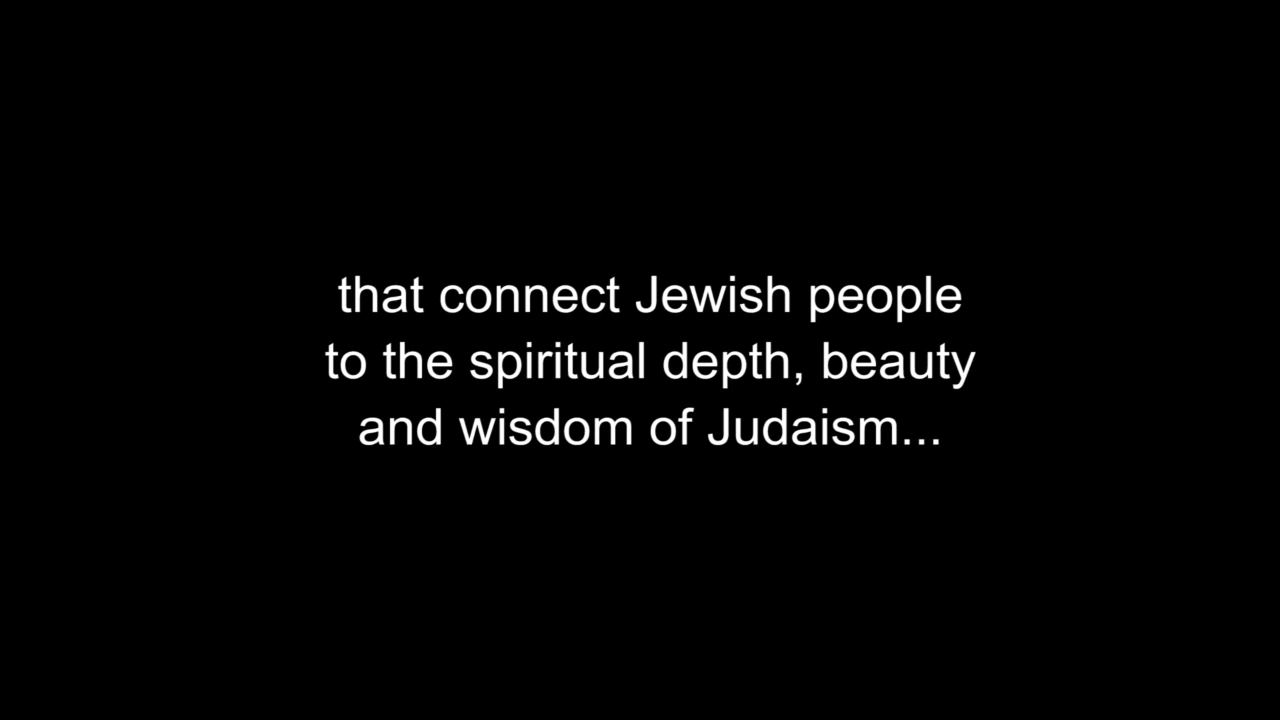 that connect Jewish people
to the spiritual depth, beauty
and wisdom of Judaism...